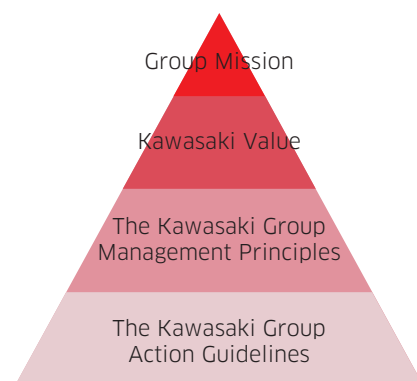 Group Mission
Kawasaki Value
The Kawasaki Group
Management Principles
The Kawasaki Group
Action Guidelines